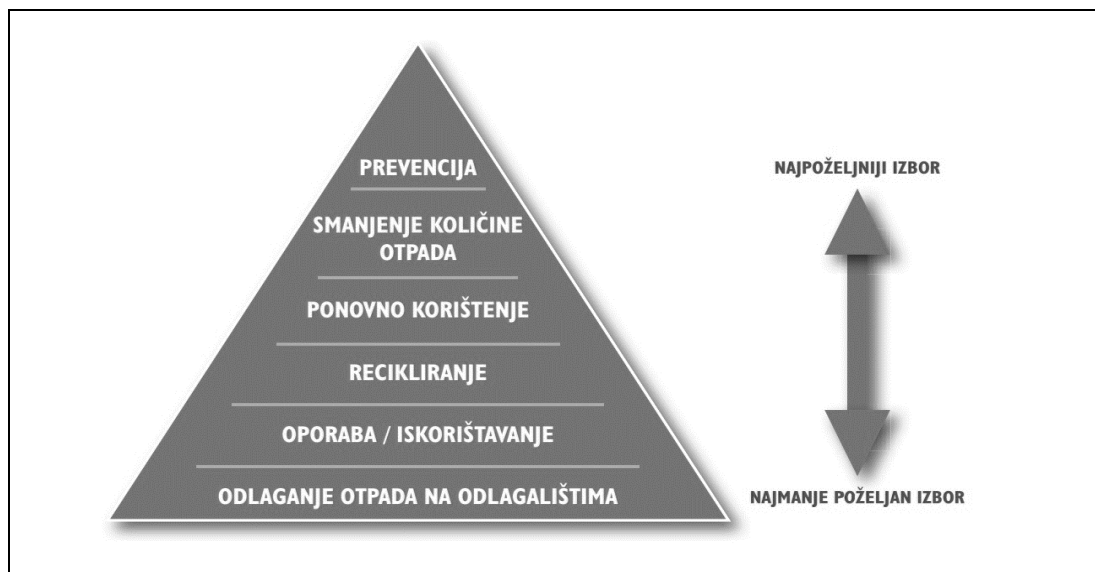 PREVENCIJA
SMANJENJE KOLIČINE
OTPADA
PONOVNO KORIŠTENJE
RECIKLIRANJE
OPORABA / ISKORIŠTAVANJE
ODLAGANJE OTPADA NA ODLAGALIŠTIMA
NAJPOŽELJNIJI IZBOR
NAJMANJE POŽELJAN IZBOR